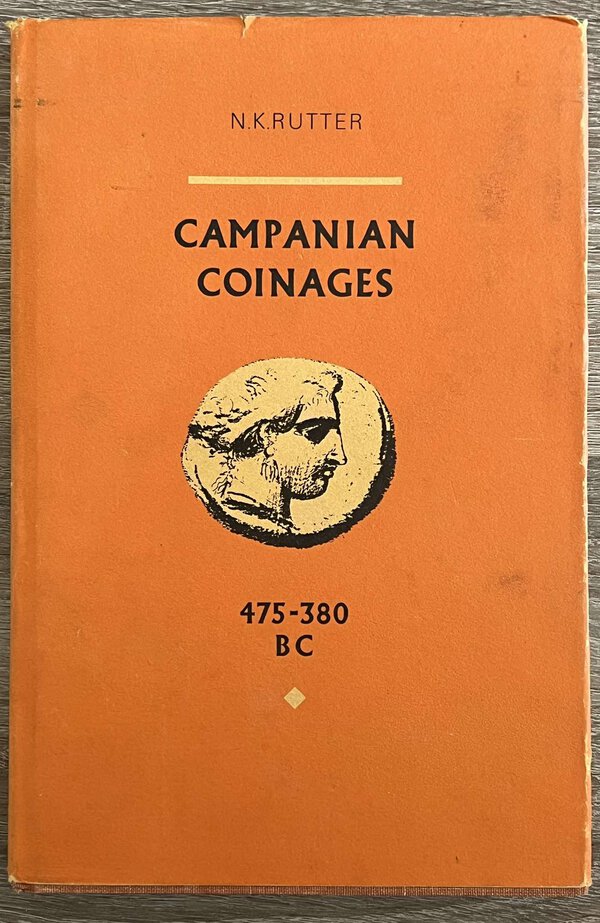 N.K.RUTTER
CAMPANIAN
COINAGES
475-380
BC